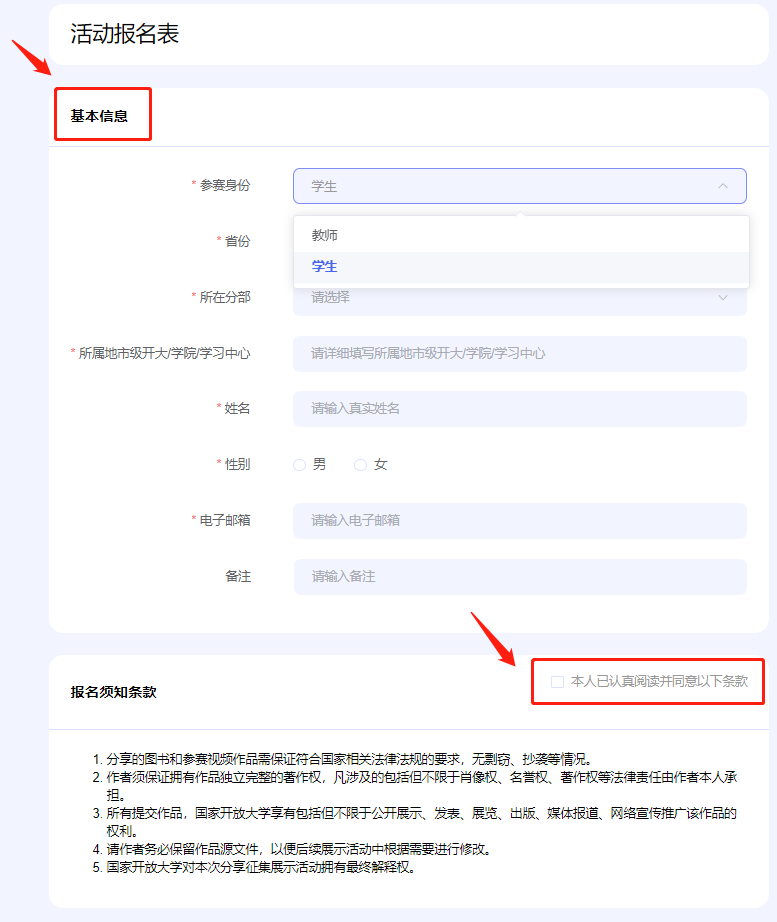 活动报名表
基本信息
* 参赛身份
学生
教师
学生
* 省份
* 所在分部
请选择
* 所属地市级开大/学院/学习中心
请详细填写所属地市级开大/学院/学习中心
* 姓名
请输入真实姓名
* 性别
男 女
* 电子邮箱
请输入电子邮箱
备注
请输入备注
报名须知条款
本人已认真阅读并同意以下条款
1. 分享的图书和参赛视频作品需保证符合国家相关法律法规的要求，无剽窃、抄袭等情况。
2. 作者须保证拥有作品独立完整的著作权，凡涉及的包括但不限于肖像权、名誉权、著作权等法律责任由作者本人承
担。
3. 所有提交作品，国家开放大学享有包括但不限于公开展示、发表、展览、出版、媒体报道、网络宣传推广该作品的
权利。
4. 请作者务必保留作品源文件，以便后续展示活动中根据需要进行修改。
5. 国家开放大学对本次分享征集展示活动拥有最终解释权。